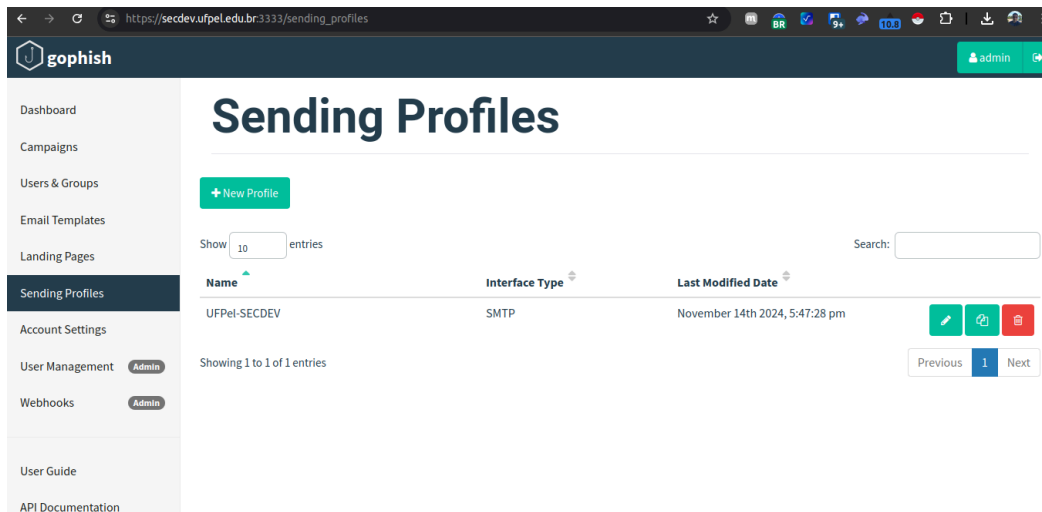 https://secdev.ufpel.edu.br:3333/sending_profiles
BR
9+
10.8
gophish
admin
Dashboard
Campaigns
Users & Groups
Email Templates
Landing Pages
Sending Profiles
Account Settings
User Management Admin
Webhooks Admin
User Guide
API Documentation
Sending Profiles
+ New Profile
Show 10 entries
Search:
Name Interface Type Last Modified Date
UFPel-SECDEV SMTP November 14th 2024, 5:47:28 pm
Showing 1 to 1 of 1 entries
Previous 1 Next